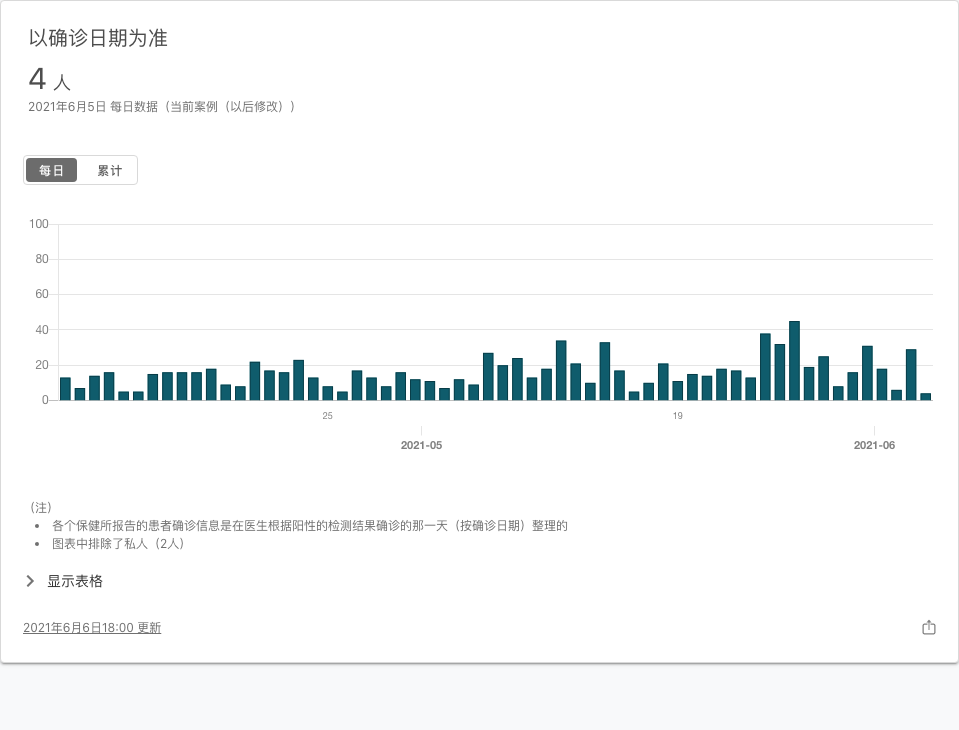 以确诊日期为准
4 人
2021年6月5日 每日数据（当前案例（以后修改））
每日 累计
100
80
60
40
20
0
25 19
2021-05 2021-06
（注）
• 各个保健所报告的患者确诊信息是在医生根据阳性的检测结果确诊的那一天（按确诊日期）整理的
• 图表中排除了私人（2人）
显示表格
2021年6月6日18:00 更新